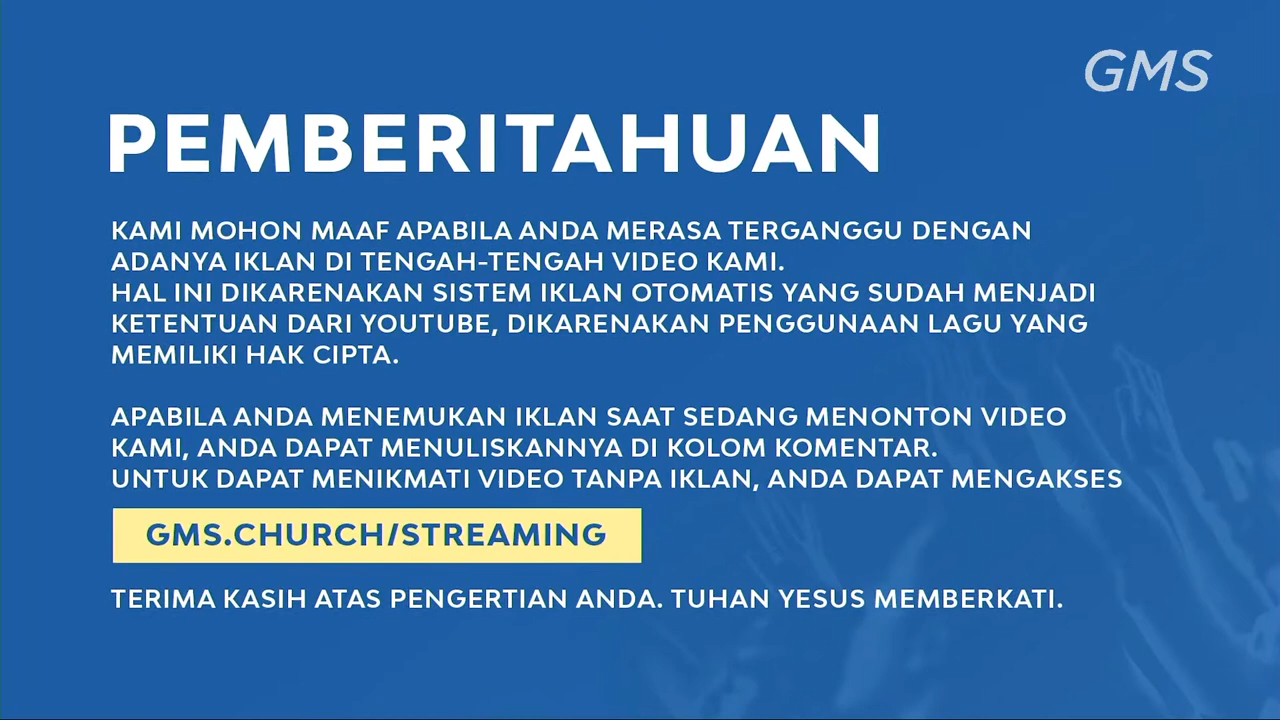 GMS
PEMBERITAHUAN
KAMI MOHON MAAF APABILA ANDA MERASA TERGANGGU DENGAN
ADANYA IKLAN DI TENGAH-TENGAH VIDEO KAMI.
HAL INI DIKARENAKAN SISTEM IKLAN OTOMATIS YANG SUDAH MENJADI
KETENTUAN DARI YOUTUBE, DIKARENAKAN PENGGUNAAN LAGU YANG
MEMILIKI HAK CIPTA.
APABILA ANDA MENEMUKAN IKLAN SAAT SEDANG MENONTON VIDEO
KAMI, ANDA DAPAT MENULISKANNYA DI KOLOM KOMENTAR.
UNTUK DAPAT MENIKMATI VIDEO TANPA IKLAN, ANDA DAPAT MENGAKSES
GMS.CHURCH/STREAMING
TERIMA KASIH ATAS PENGERTIAN ANDA. TUHAN YESUS MEMBERKATI.